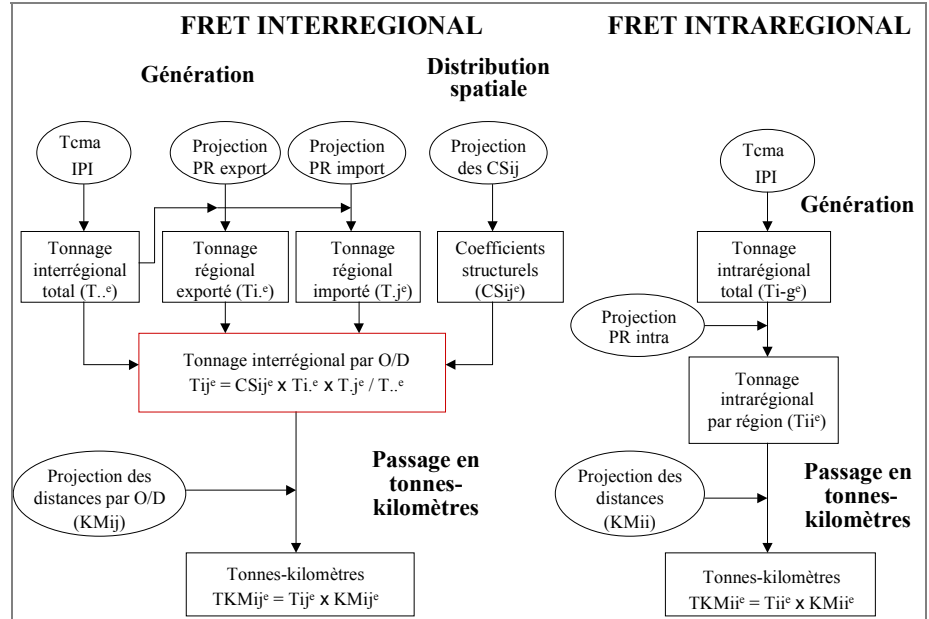 FRET INTERREGIONAL
Génération
Distribution
spatiale
Tcma
IPI
Projection
PR export
Projection
PR import
Projection
des CSij
Tonnage
interrégional
total (T..ᵉ)
Tonnage
régional
exporté (Ti.ᵉ)
Tonnage
régional
importé (T.jᵉ)
Coefficients
structurels
(CSijᵉ)
Tonnage interrégional par O/D
Tijᵉ = CSijᵉ x Ti.ᵉ x T.jᵉ / T..ᵉ
Projection des
distances par O/D
(KMij)
Passage en
tonnes-
kilomètres
Tonnes-kilomètres
TKMijᵉ = Tijᵉ x KMijᵉ
FRET INTRAREGIONAL
Tcma
IPI
Génération
Tonnage
intrarégional
total (Ti-gᵉ)
Projection
PR intra
Tonnage
intrarégional
par région (Tiiᵉ)
Projection des
distances
(KMii)
Passage en
tonnes-
kilomètres
Tonnes-kilomètres
TKMiiᵉ = Tiiᵉ x KMiiᵉ